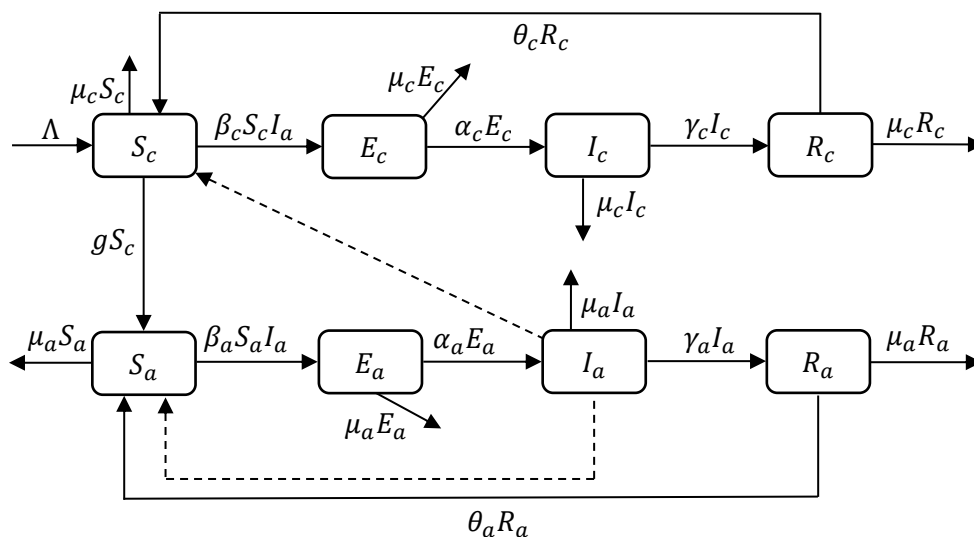 θ_c R_c
μ_c S_c
μ_c E_c
Λ
S_c
β_c S_c I_a
E_c
α_c E_c
I_c
γ_c I_c
R_c
μ_c R_c
μ_c I_c
g S_c
μ_a I_a
μ_a S_a
S_a
β_a S_a I_a
E_a
α_a E_a
I_a
γ_a I_a
R_a
μ_a R_a
μ_a E_a
θ_a R_a